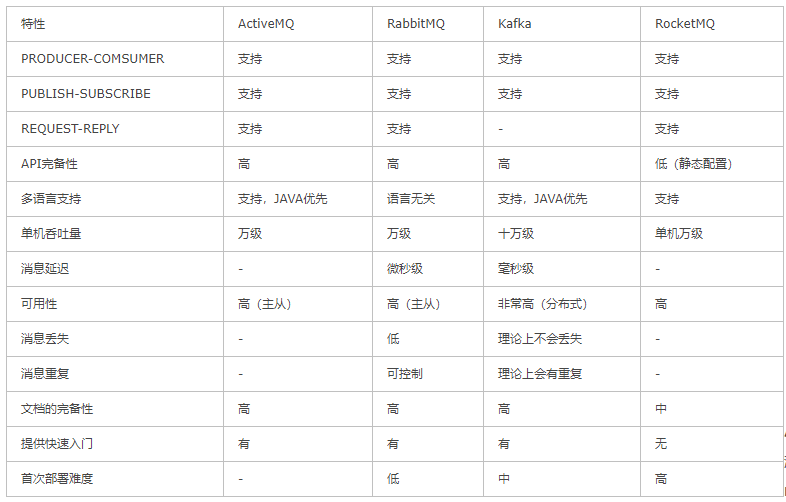 特性 ActiveMQ RabbitMQ Kafka RocketMQ
PRODUCER-COMSUMER 支持 支持 支持 支持
PUBLISH-SUBSCRIBE 支持 支持 支持 支持
REQUEST-REPLY 支持 支持 - 支持
API完备性 高 高 高 低（静态配置）
多语言支持 支持，JAVA优先 语言无关 支持，JAVA优先 支持
单机吞吐量 万级 万级 十万级 单机万级
消息延迟 - 微秒级 毫秒级 -
可用性 高（主从） 高（主从） 非常高（分布式） 高
消息丢失 - 低 理论上不会丢失 -
消息重复 - 可控制 理论上会有重复 -
文档的完备性 高 高 高 中
提供快速入门 有 有 有 无
首次部署难度 - 低 中 高